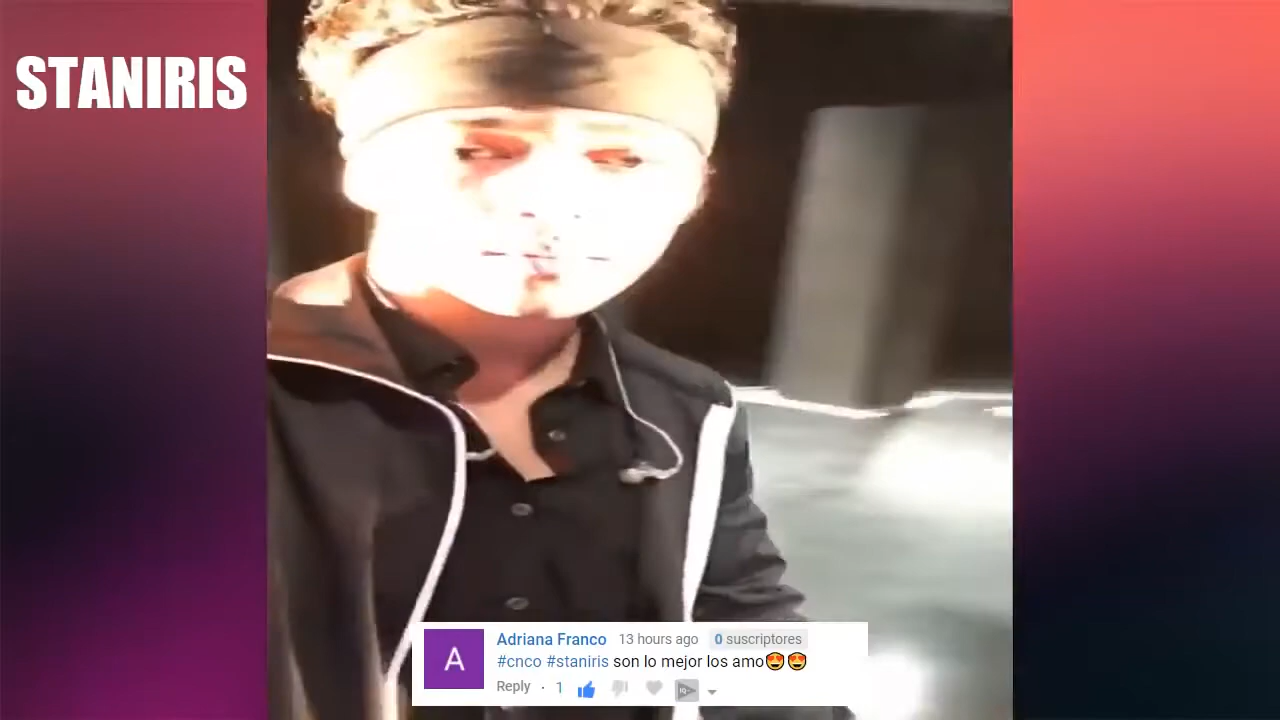 STANIRIS
A
Adriana Franco 13 hours ago 0 suscriptores
#cnco #staniris son lo mejor los amo😍😍
Reply · 1